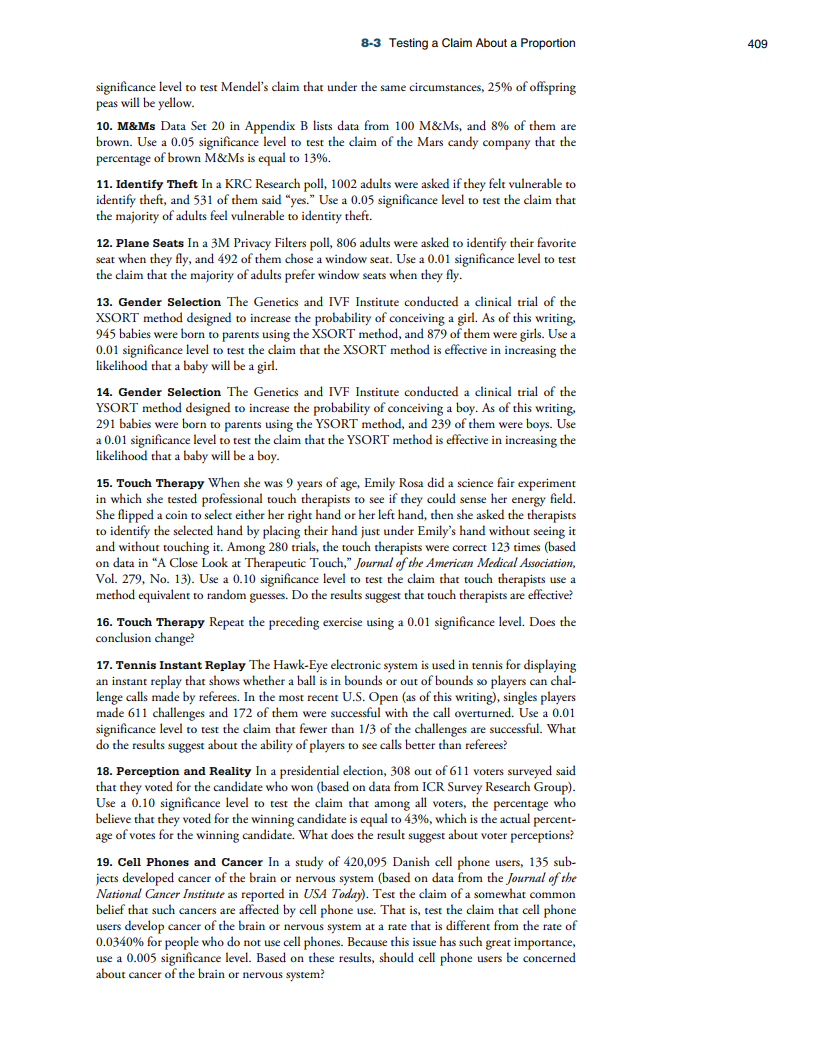 8-3 Testing a Claim About a Proportion 409
significance level to test Mendel's claim that under the same circumstances, 25% of offspring
peas will be yellow.
10. M&Ms Data Set 20 in Appendix B lists data from 100 M&Ms, and 8% of them are
brown. Use a 0.05 significance level to test the claim of the Mars candy company that the
percentage of brown M&Ms is equal to 13%.
11. Identify Theft In a KRC Research poll, 1002 adults were asked if they felt vulnerable to
identify theft, and 531 of them said “yes.” Use a 0.05 significance level to test the claim that
the majority of adults feel vulnerable to identity theft.
12. Plane Seats In a 3M Privacy Filters poll, 806 adults were asked to identify their favorite
seat when they fly, and 492 of them chose a window seat. Use a 0.01 significance level to test
the claim that the majority of adults prefer window seats when they fly.
13. Gender Selection The Genetics and IVF Institute conducted a clinical trial of the
XSORT method designed to increase the probability of conceiving a girl. As of this writing,
945 babies were born to parents using the XSORT method, and 879 of them were girls. Use a
0.01 significance level to test the claim that the XSORT method is effective in increasing the
likelihood that a baby will be a girl.
14. Gender Selection The Genetics and IVF Institute conducted a clinical trial of the
YSORT method designed to increase the probability of conceiving a boy. As of this writing,
291 babies were born to parents using the YSORT method, and 239 of them were boys. Use
a 0.01 significance level to test the claim that the YSORT method is effective in increasing the
likelihood that a baby will be a boy.
15. Touch Therapy When she was 9 years of age, Emily Rosa did a science fair experiment
in which she tested professional touch therapists to see if they could sense her energy field.
She flipped a coin to select either her right hand or her left hand, then she asked the therapists
to identify the selected hand by placing their hand just under Emily's hand without seeing it
and without touching it. Among 280 trials, the touch therapists were correct 123 times (based
on data in “A Close Look at Therapeutic Touch,” Journal of the American Medical Association,
Vol. 279, No. 13). Use a 0.10 significance level to test the claim that touch therapists use a
method equivalent to random guesses. Do the results suggest that touch therapists are effective?
16. Touch Therapy Repeat the preceding exercise using a 0.01 significance level. Does the
conclusion change?
17. Tennis Instant Replay The Hawk-Eye electronic system is used in tennis for displaying
an instant replay that shows whether a ball is in bounds or out of bounds so players can chal-
lenge calls made by referees. In the most recent U.S. Open (as of this writing), singles players
made 611 challenges and 172 of them were successful with the call overturned. Use a 0.01
significance level to test the claim that fewer than 1/3 of the challenges are successful. What
do the results suggest about the ability of players to see calls better than referees?
18. Perception and Reality In a presidential election, 308 out of 611 voters surveyed said
that they voted for the candidate who won (based on data from ICR Survey Research Group).
Use a 0.10 significance level to test the claim that among all voters, the percentage who
believe that they voted for the winning candidate is equal to 43%, which is the actual percent-
age of votes for the winning candidate. What does the result suggest about voter perceptions?
19. Cell Phones and Cancer In a study of 420,095 Danish cell phone users, 135 sub-
jects developed cancer of the brain or nervous system (based on data from the Journal of the
National Cancer Institute as reported in USA Today). Test the claim of a somewhat common
belief that such cancers are affected by cell phone use. That is, test the claim that cell phone
users develop cancer of the brain or nervous system at a rate that is different from the rate of
0.0340% for people who do not use cell phones. Because this issue has such great importance,
use a 0.005 significance level. Based on these results, should cell phone users be concerned
about cancer of the brain or nervous system?